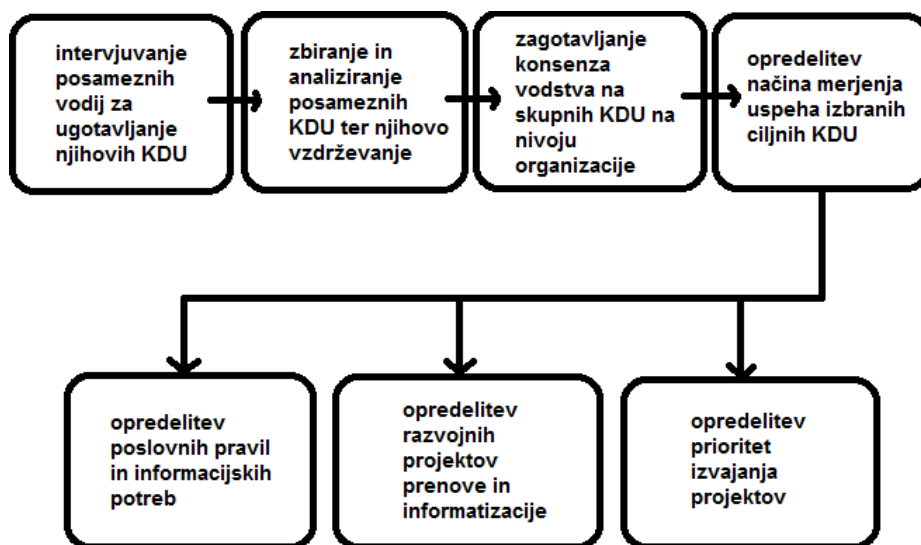 intervjuvanje
posameznih
vodij za
ugotavljanje
njihovih KDU
zbiranje in
analiziranje
posameznih
KDU ter njihovo
vzdrževanje
zagotavljanje
konsenza
vodstva na
skupnih KDU na
nivoju
organizacije
opredelitev
načina merjenja
uspeha izbranih
ciljnih KDU
opredelitev
poslovnih pravil
in informacijskih
potreb
opredelitev
razvojnih
projektov
prenove in
informatizacije
opredelitev
prioritet
izvajanja
projektov